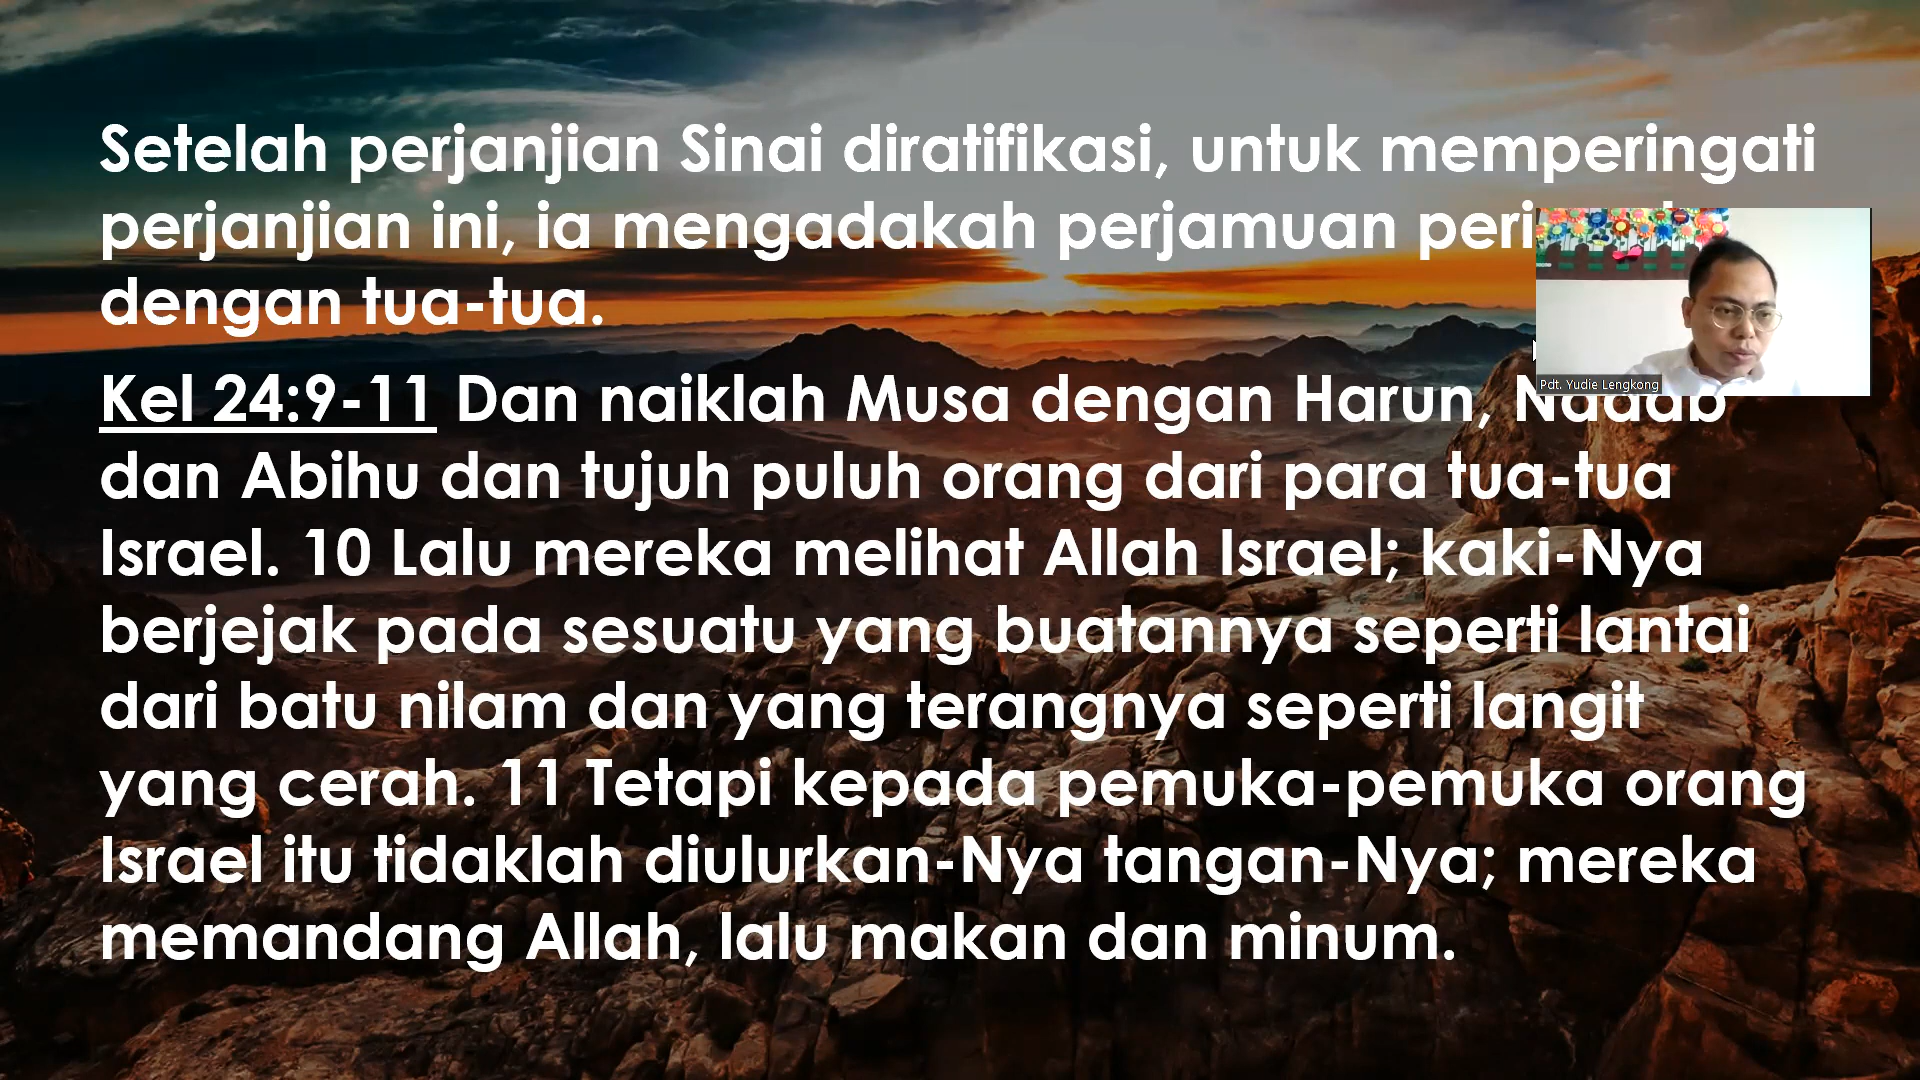 Setelah perjanjian Sinai diratifikasi, untuk memperingati
perjanjian ini, ia mengadakah perjamuan
dengan tua-tua.
Kel 24:9-11 Dan naiklah Musa dengan Harun, Nadab
dan Abihu dan tujuh puluh orang dari para tua-tua
Israel. 10 Lalu mereka melihat Allah Israel; kaki-Nya
berjejak pada sesuatu yang buatannya seperti lantai
dari batu nilam dan yang terangnya seperti langit
yang cerah. 11 Tetapi kepada pemuka-pemuka orang
Israel itu tidaklah diulurkan-Nya tangan-Nya; mereka
memandang Allah, lalu makan dan minum.
Pdt. Yudie Lengkong